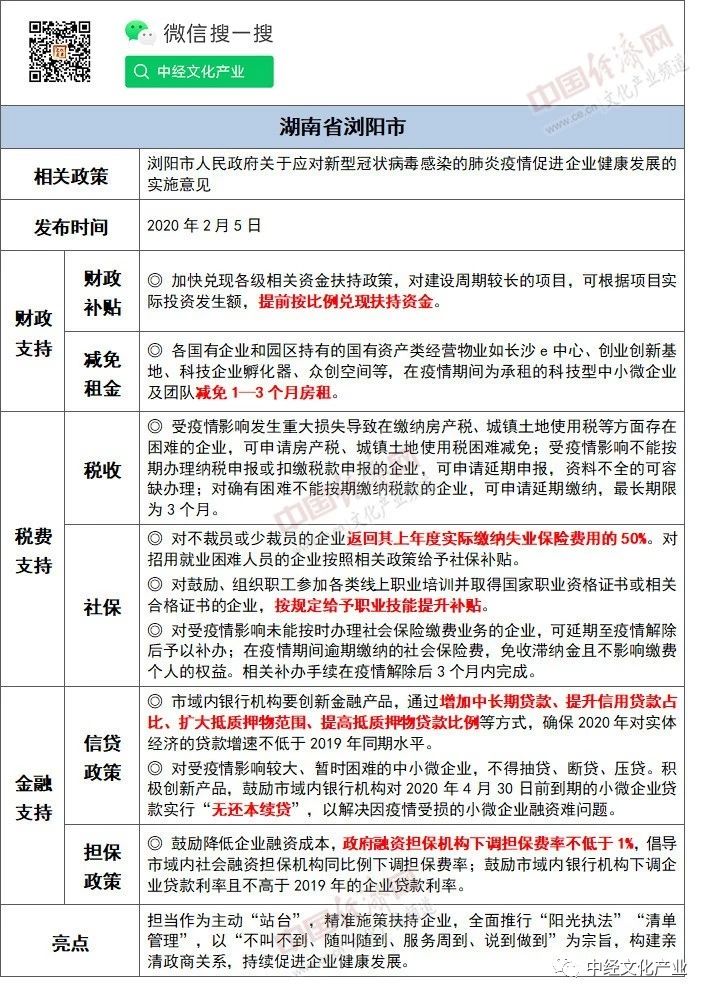 微信搜一搜
中经文化产业
中国经济网
www.ce.cn 文化产业频道
湖南省浏阳市
相关政策
浏阳市人民政府关于应对新型冠状病毒感染的肺炎疫情促进企业健康发展的
实施意见
发布时间
2020年2月5日
财政
支持
财政
补贴
◎ 加快兑现各级相关资金扶持政策，对建设周期较长的项目，可根据项目实
际投资发生额，提前按比例兑现扶持资金。
减免
租金
◎ 各国有企业和园区持有的国有资产类经营物业如长沙e中心、创业创新基
地、科技企业孵化器、众创空间等，在疫情期间为承租的科技型中小微企业
及团队减免1—3个月房租。
税费
支持
税收
◎ 受疫情影响发生重大损失导致在缴纳房产税、城镇土地使用税等方面存在
困难的企业，可申请房产税、城镇土地使用税困难减免；受疫情影响不能按
期办理纳税申报或扣缴税款申报的企业，可申请延期申报，资料不全的可容
缺办理；对确有困难不能按期缴纳税款的企业，可申请延期缴纳，最长期限
为3个月。
社保
◎ 对不裁员或少裁员的企业返回其上年度实际缴纳失业保险费用的50%。对
招用就业困难人员的企业按照相关政策给予社保补贴。
◎ 对鼓励、组织职工参加各类线上职业培训并取得国家职业资格证书或相关
合格证书的企业，按规定给予职业技能提升补贴。
◎ 对受疫情影响未能按时办理社会保险缴费业务的企业，可延期至疫情解除
后予以补办；在疫情期间逾期缴纳的社会保险费，免收滞纳金且不影响缴费
个人的权益。相关补办手续在疫情解除后3个月内完成。
金融
支持
信贷
政策
◎ 市域内银行机构要创新金融产品，通过增加中长期贷款、提升信用贷款占
比、扩大抵质押物范围、提高抵质押物贷款比例等方式，确保2020年对实体
经济的贷款增速不低于2019年同期水平。
◎ 对受疫情影响较大、暂时困难的中小微企业，不得抽贷、断贷、压贷。积
极创新产品，鼓励市域内银行机构对2020年4月30日前到期的小微企业贷
款实行“无还本续贷”，以解决因疫情受损的小微企业融资难问题。
担保
政策
◎ 鼓励降低企业融资成本，政府融资担保机构下调担保费率不低于1%，倡导
市域内社会融资担保机构同比例下调担保费率；鼓励市域内银行机构下调企
业贷款利率且不高于2019年的企业贷款利率。
亮点
担当作为主动“站台”，精准施策扶持企业，全面推行“阳光执法”“清单
管理”，以“不叫不到、随叫随到、服务周到、说到做到”为宗旨，构建亲
清政商关系，持续促进企业健康发展。
中经文化产业